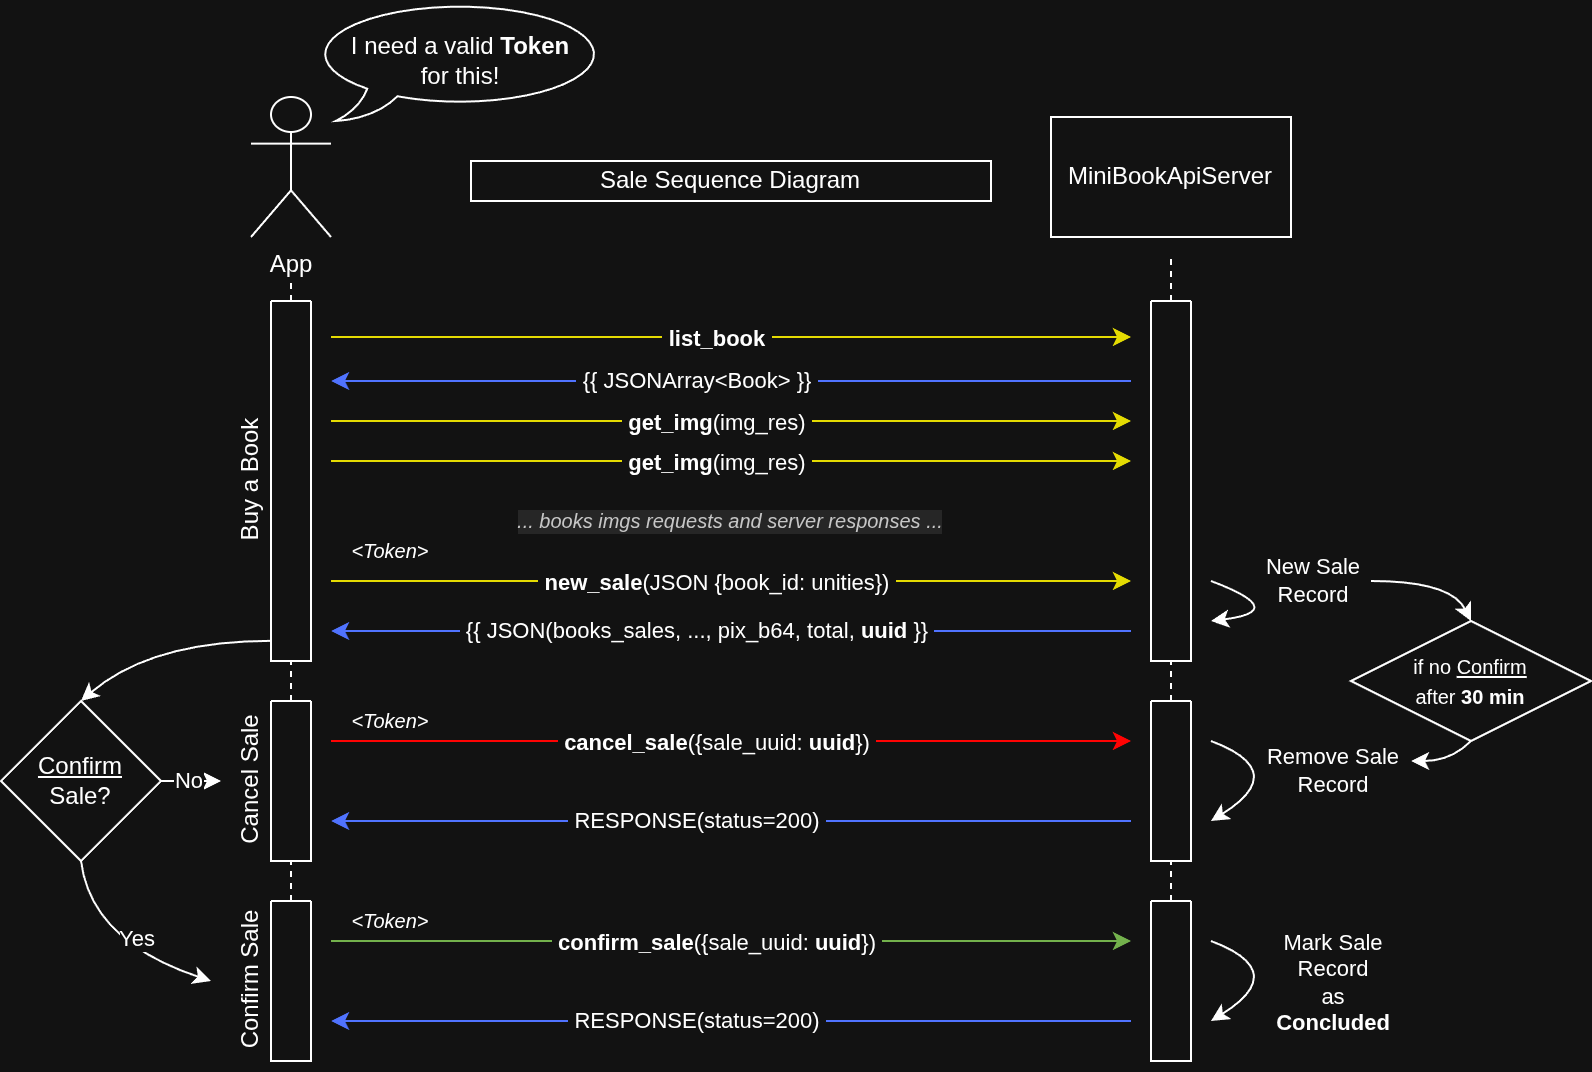 I need a valid Token
for this!
MiniBookApiServer
Sale Sequence Diagram
App
list_book
{{ JSONArray<Book> }}
get_img(img_res)
get_img(img_res)
Buy a Book
... books imgs requests and server responses ...
<Token>
new_sale(JSON {book_id: unities})
New Sale
Record
{{ JSON(books_sales, ..., pix_b64, total, uuid }}
if no Confirm
after 30 min
<Token>
cancel_sale({sale_uuid: uuid})
Remove Sale
Record
Confirm
Sale?
No
Cancel Sale
RESPONSE(status=200)
<Token>
confirm_sale({sale_uuid: uuid})
Yes
Confirm Sale
Mark Sale
Record
as
Concluded
RESPONSE(status=200)